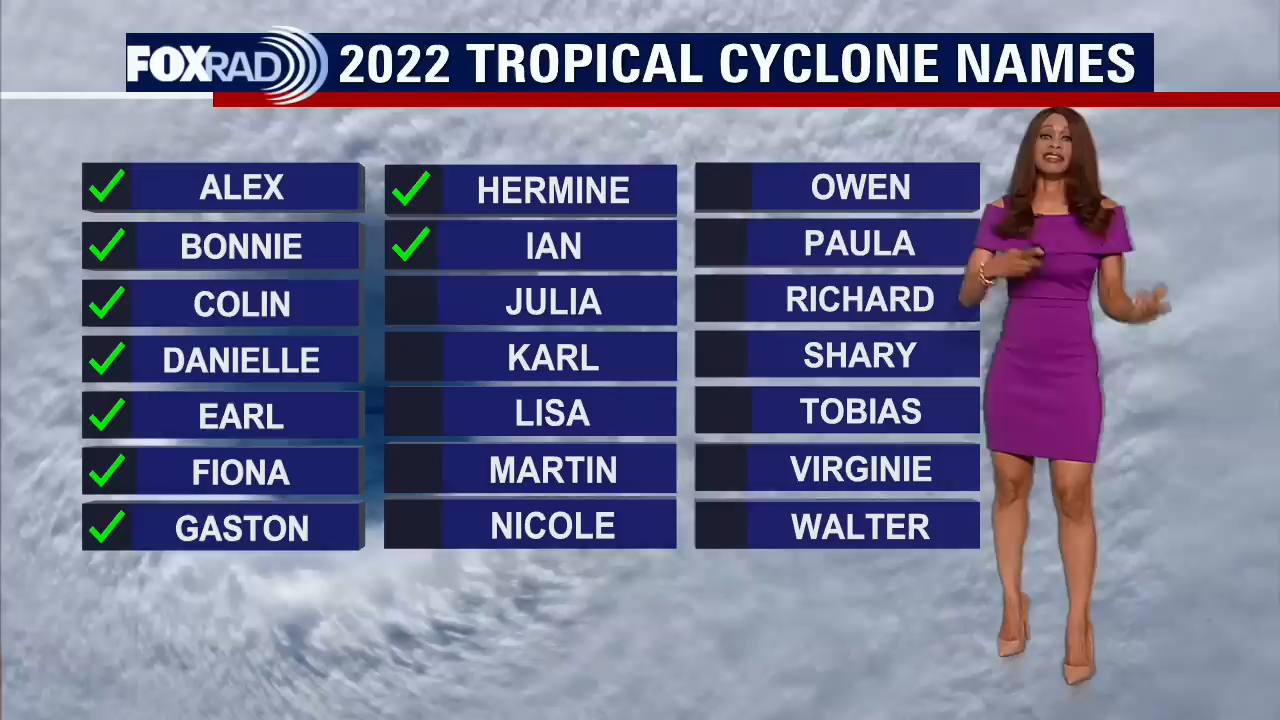 FOXRAD 2022 TROPICAL CYCLONE NAMES
ALEX
BONNIE
COLIN
DANIELLE
EARL
FIONA
GASTON
HERMINE
IAN
JULIA
KARL
LISA
MARTIN
NICOLE
OWEN
PAULA
RICHARD
SHARY
TOBIAS
VIRGINIE
WALTER